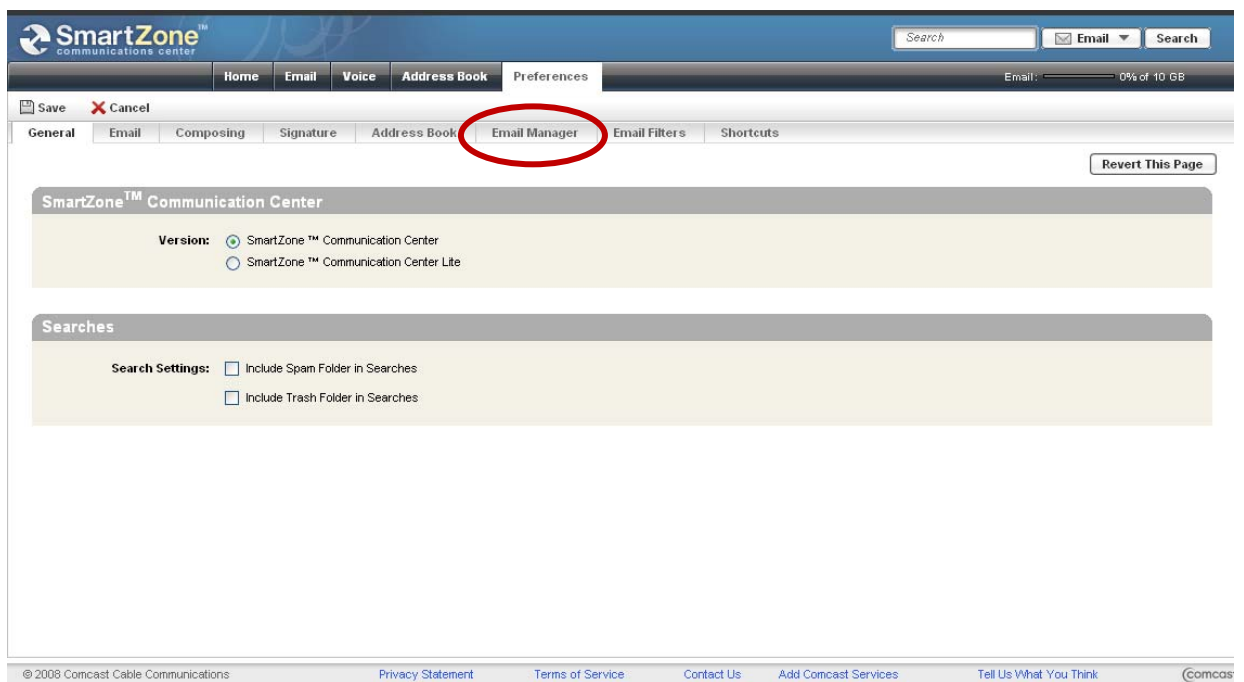 SmartZone™
communications center
Search
Email
Search
Home Email Voice Address Book Preferences
Email: 0% of 10 GB
Save Cancel
General Email Composing Signature Address Book Email Manager Email Filters Shortcuts
Revert This Page
SmartZone™ Communication Center
Version: SmartZone ™ Communication Center
SmartZone ™ Communication Center Lite
Searches
Search Settings: Include Spam Folder in Searches
Include Trash Folder in Searches
© 2008 Comcast Cable Communications Privacy Statement Terms of Service Contact Us Add Comcast Services Tell Us What You Think comcas